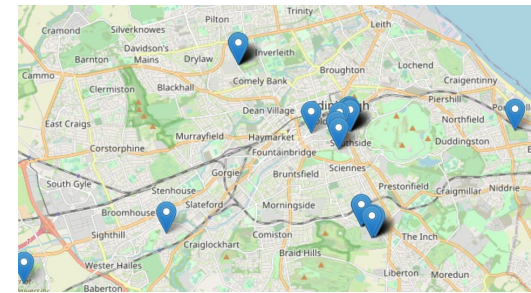 Trinity
Pilton
Cramond
Silverknowes
Leith
Davidson's
Mains
Barnton
Drylaw
Inverleith
Cammo
Comely Bank
Broughton
Lochend
Clermiston
Blackhall
Craigentinny
Piershill
Dean Village
East Craigs
Northfield
Murrayfield
Haymarket
Duddingston
Corstorphine
Southside
Fountainbridge
Gorgie
Sciennes
Bruntsfield
South Gyle
Stenhouse
Prestonfield
Craigmillar
Niddrie
Broomhouse
Slateford
Morningside
Sighthill
Craiglockhart
Comiston
The Inch
Braid Hills
Wester Hailes
Liberton
Moredun
Baberton